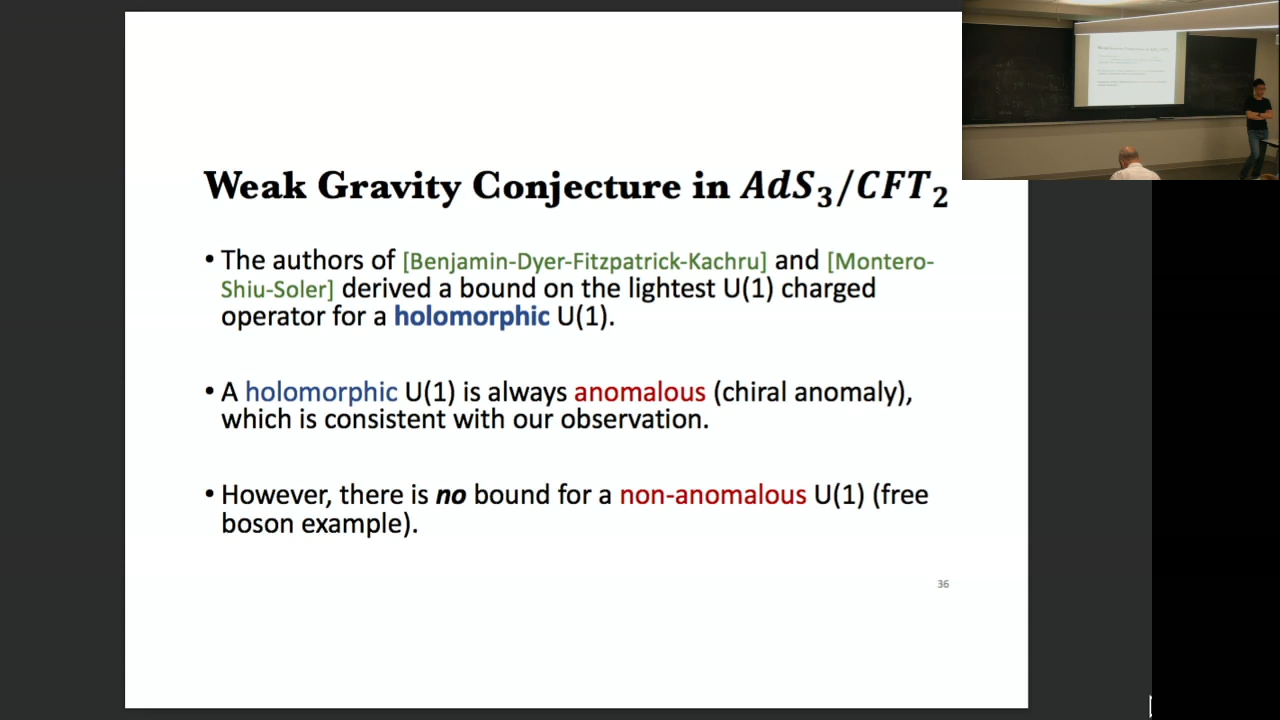 Weak Gravity Conjecture in AdS₃/CFT₂
• The authors of [Benjamin-Dyer-Fitzpatrick-Kachru] and [Montero-
Shiu-Soler] derived a bound on the lightest U(1) charged
operator for a holomorphic U(1).
• A holomorphic U(1) is always anomalous (chiral anomaly),
which is consistent with our observation.
• However, there is no bound for a non-anomalous U(1) (free
boson example).
36